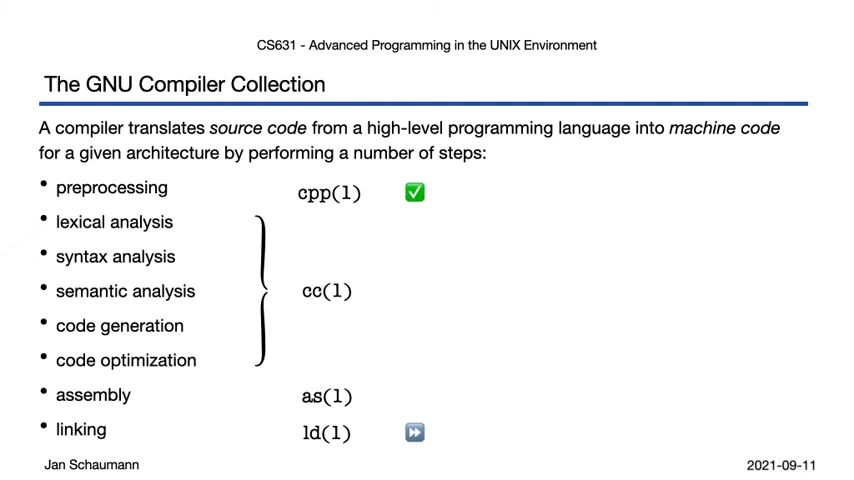 CS631 - Advanced Programming in the UNIX Environment
The GNU Compiler Collection
A compiler translates source code from a high-level programming language into machine code
for a given architecture by performing a number of steps:
• preprocessing cpp(1)
• lexical analysis
• syntax analysis
• semantic analysis cc(1)
• code generation
• code optimization
• assembly as(1)
• linking ld(1)
Jan Schaumann 2021-09-11